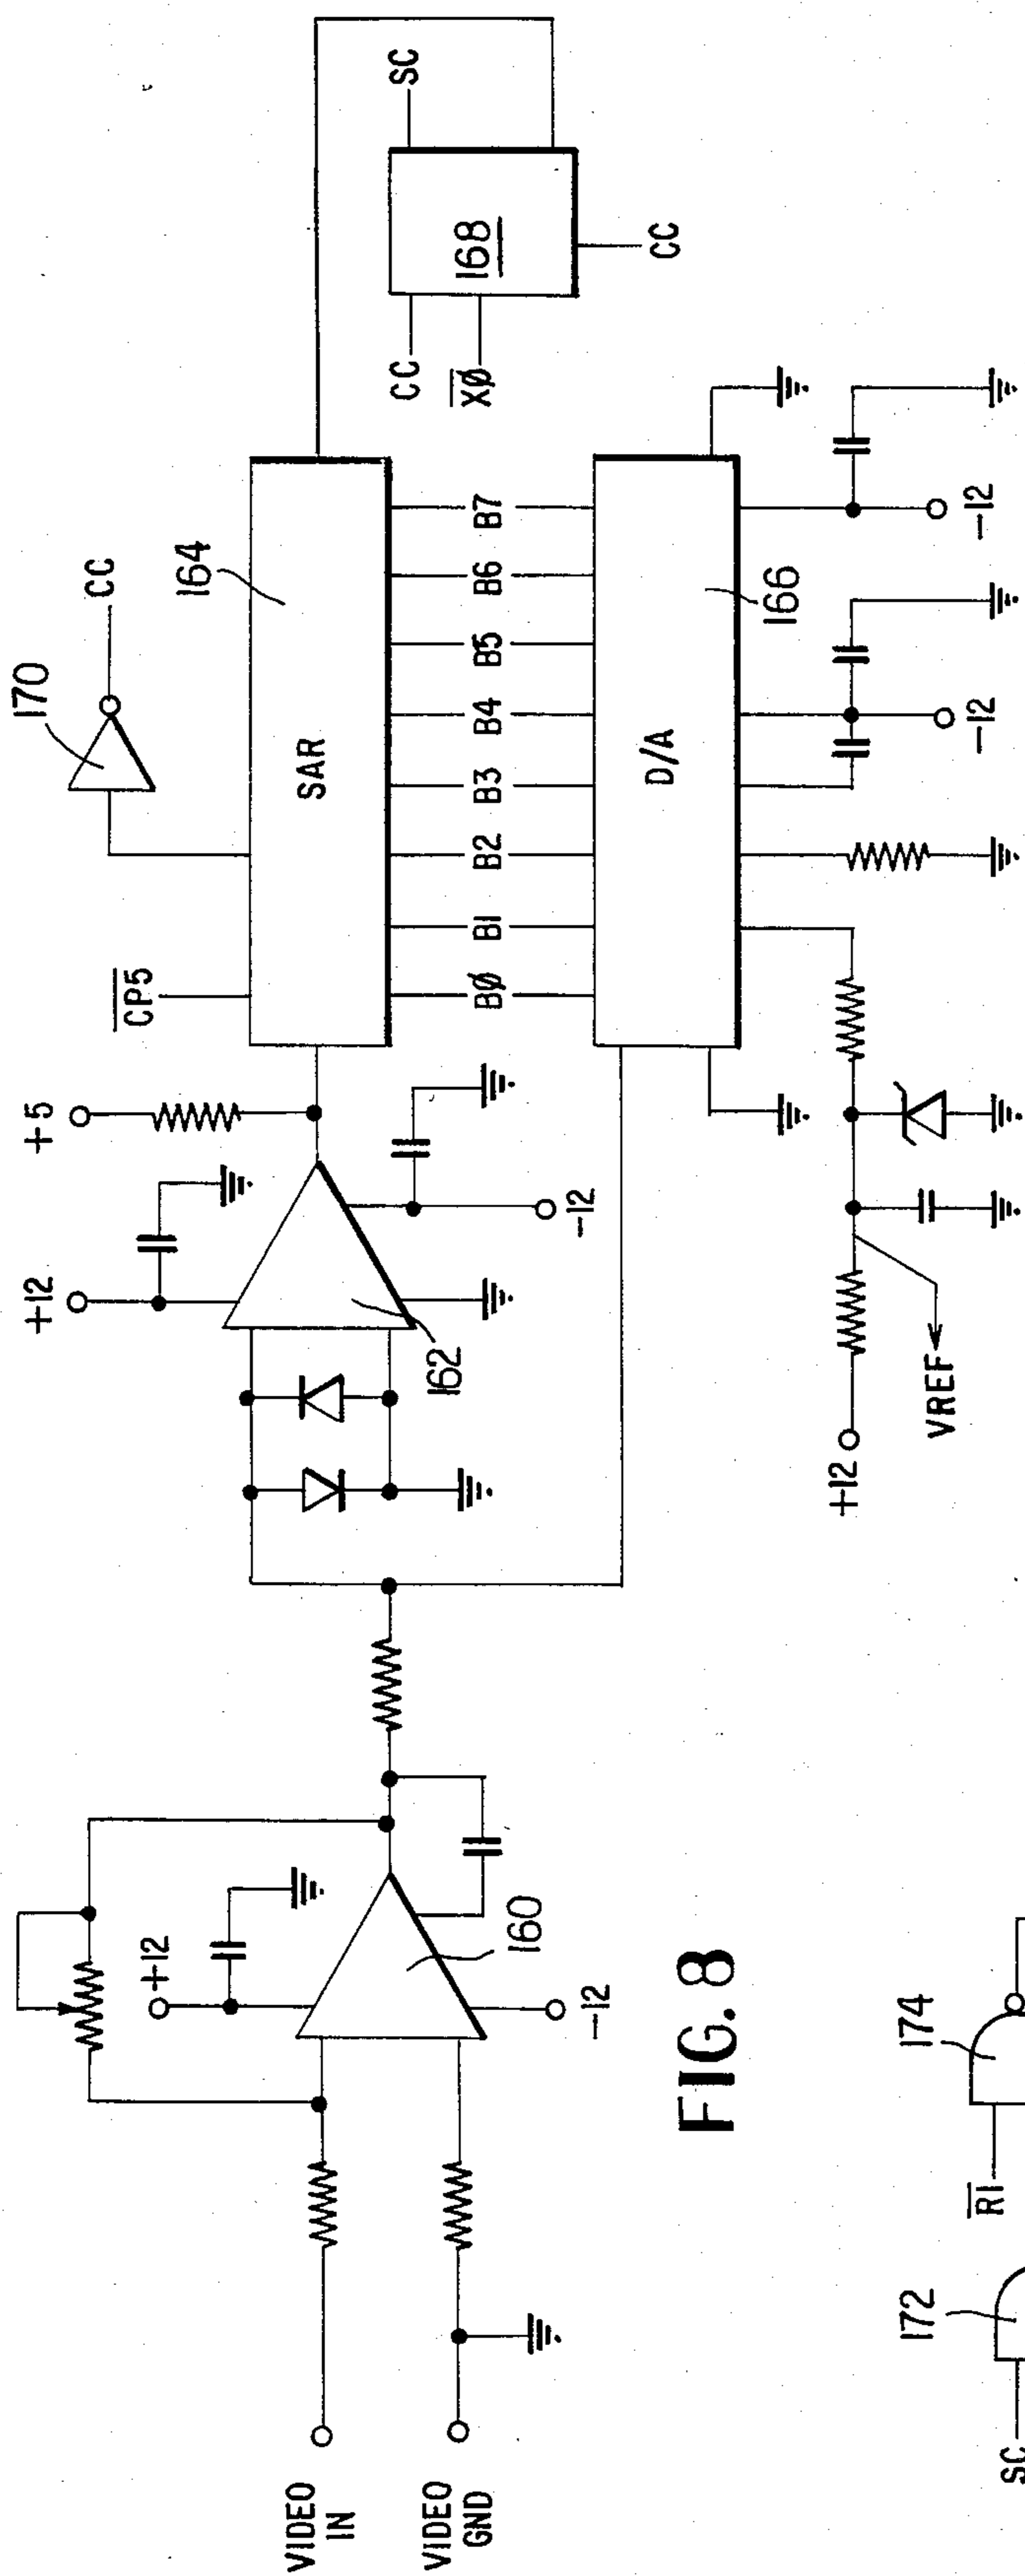 VIDEO
IN
VIDEO
GND
+12
-12
160
+12
+5
-12
162
CP5
170
CC
164
SAR
BØ
B1
B2
B3
B4
B5
B6
B7
D/A
166
+12
VREF
-12
-12
CC
XØ
168
SC
CC
FIG. 8
SC
172
RI
174